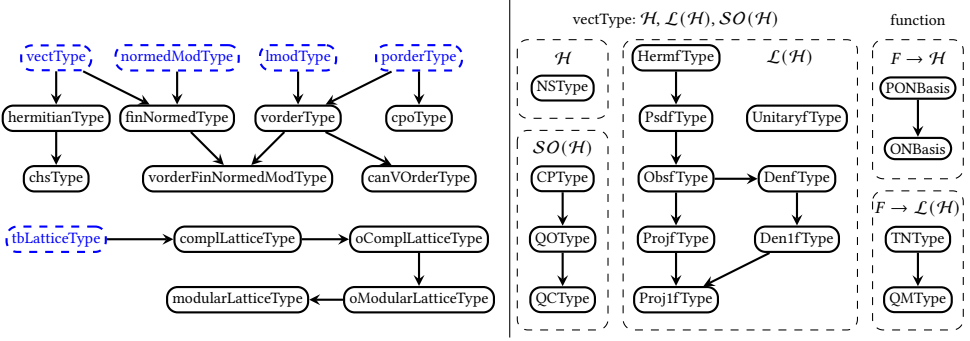 vectType normedModType lmodType porderType
hermitianType finNormedType vorderType cpoType
chsType vorderFinNormedModType canVOrderType
tbLatticeType complLatticeType oComplLatticeType
modularLatticeType oModularLatticeType
vectType: ℋ, ℒ(ℋ), 𝒮𝒪(ℋ)
ℋ
NSType
𝒮𝒪(ℋ)
CPType
QOType
QCType
HermfType ℒ(ℋ)
PsdfType UnitaryfType
ObsfType DenfType
ProjfType Den1fType
Proj1fType
function
F → ℋ
PONBasis
ONBasis
F → ℒ(ℋ)
TNType
QMType